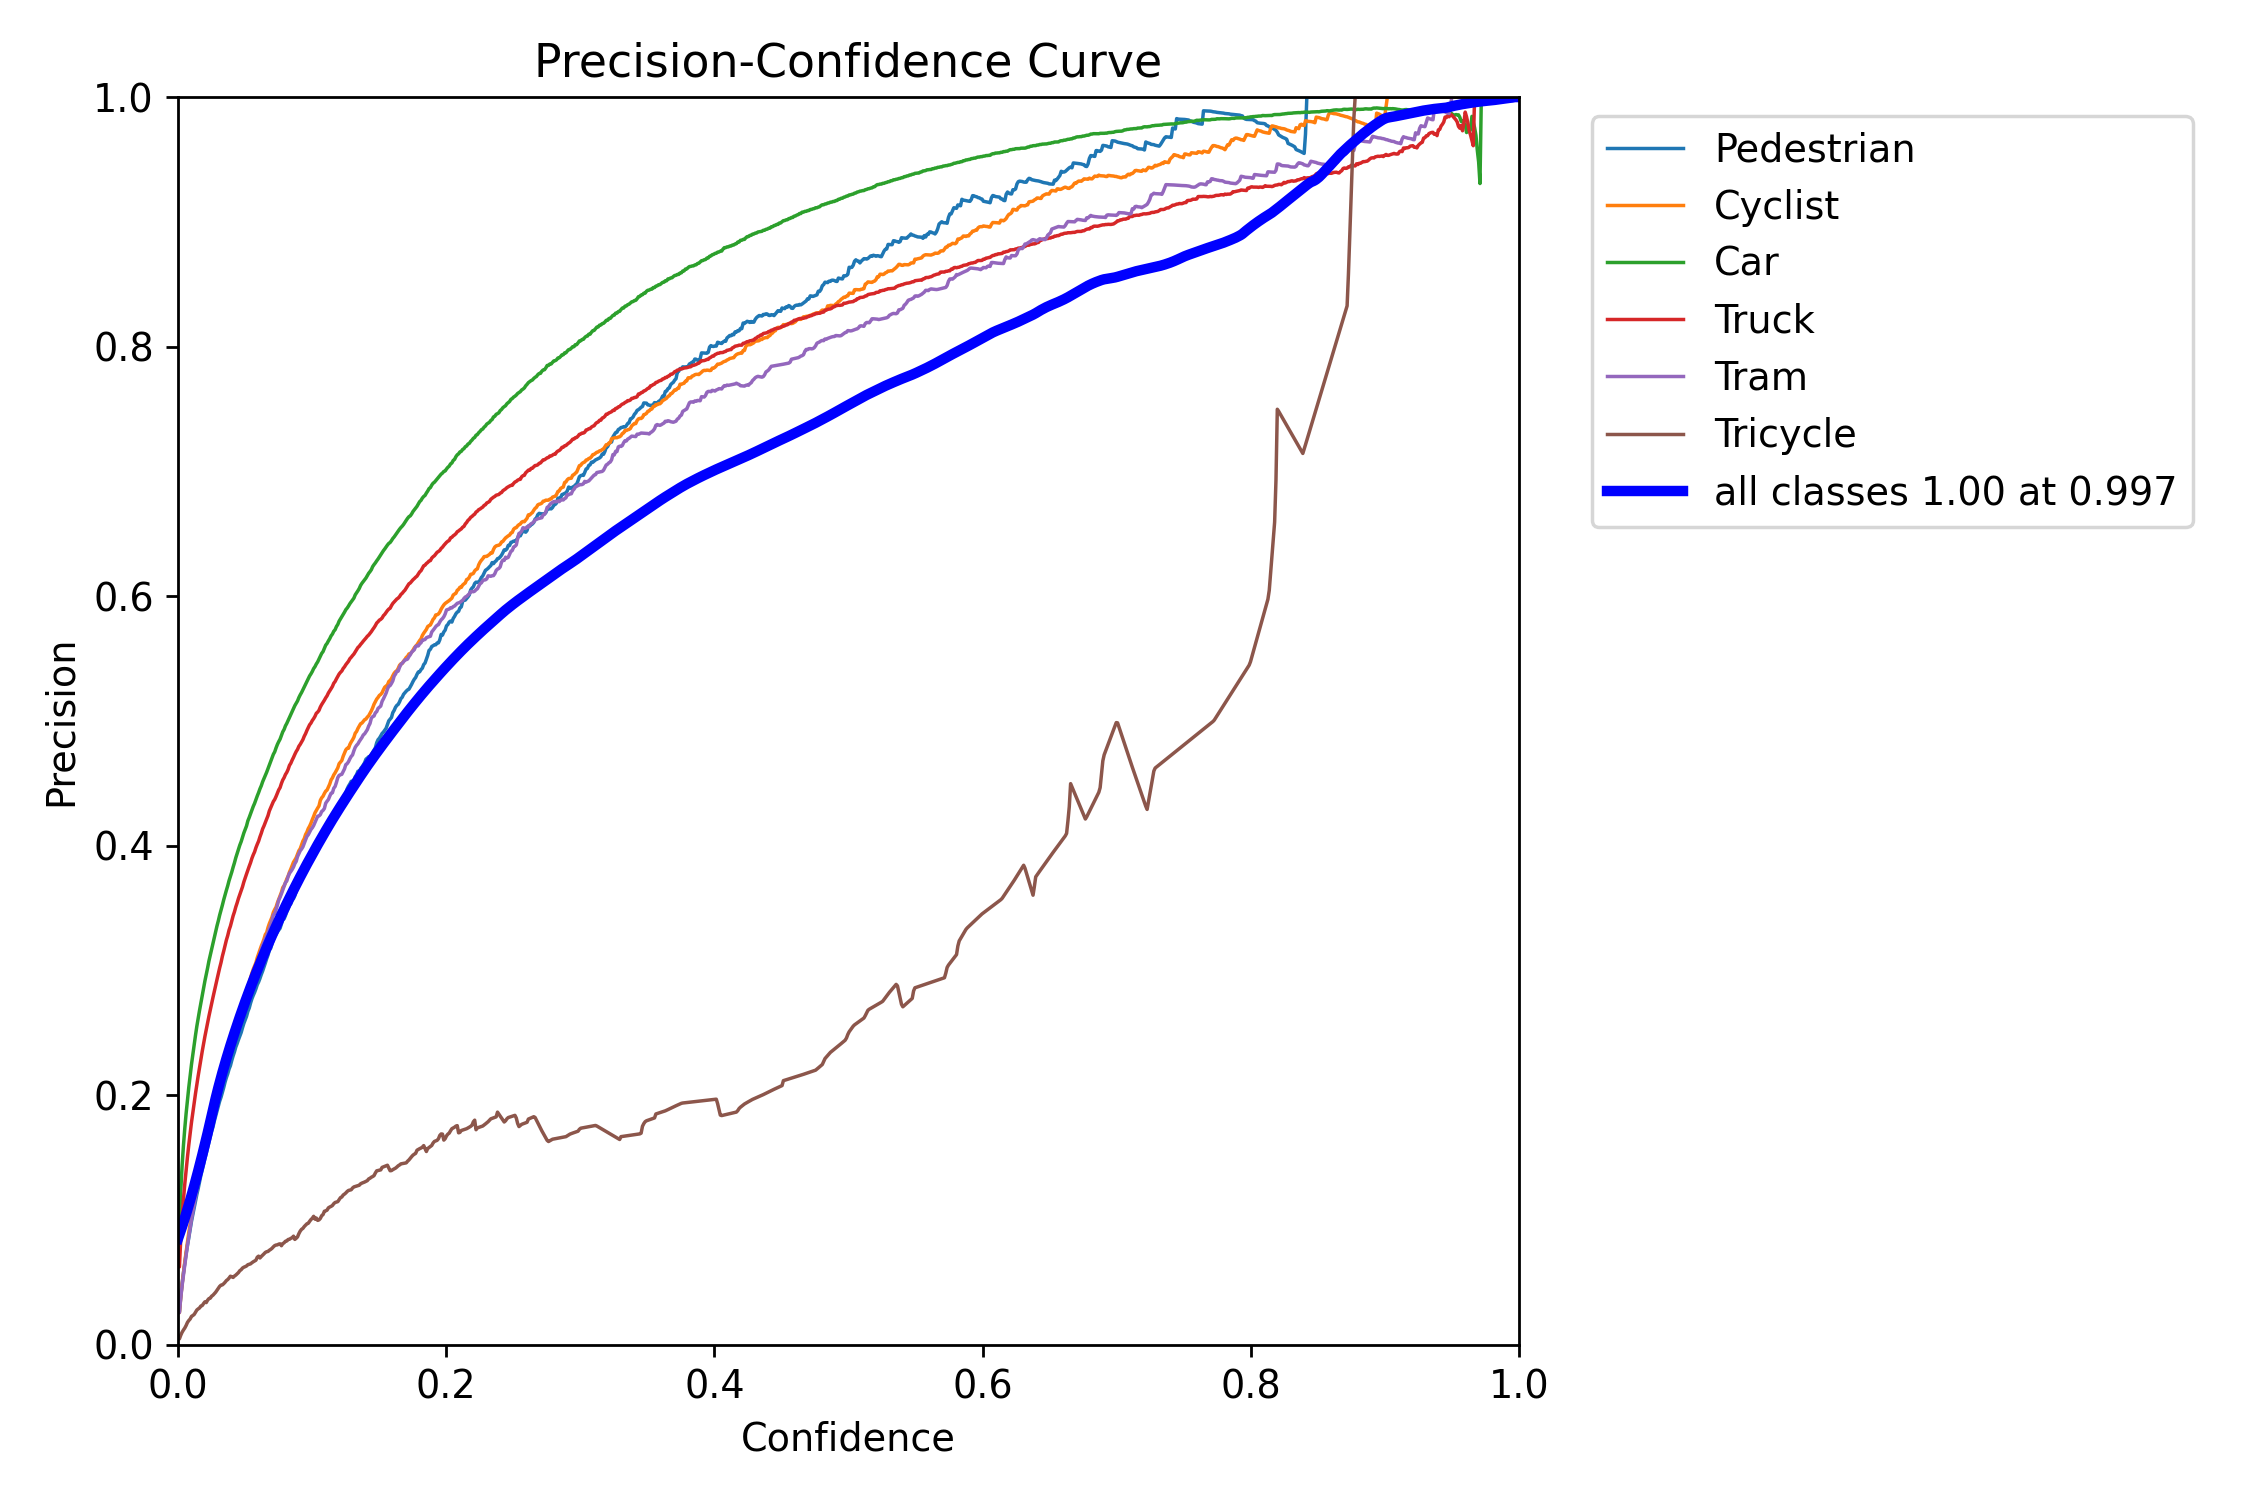 Precision-Confidence Curve
1.0
0.8
0.6
0.4
0.2
0.0
Precision
0.0 0.2 0.4 0.6 0.8 1.0
Confidence
Pedestrian
Cyclist
Car
Truck
Tram
Tricycle
all classes 1.00 at 0.997